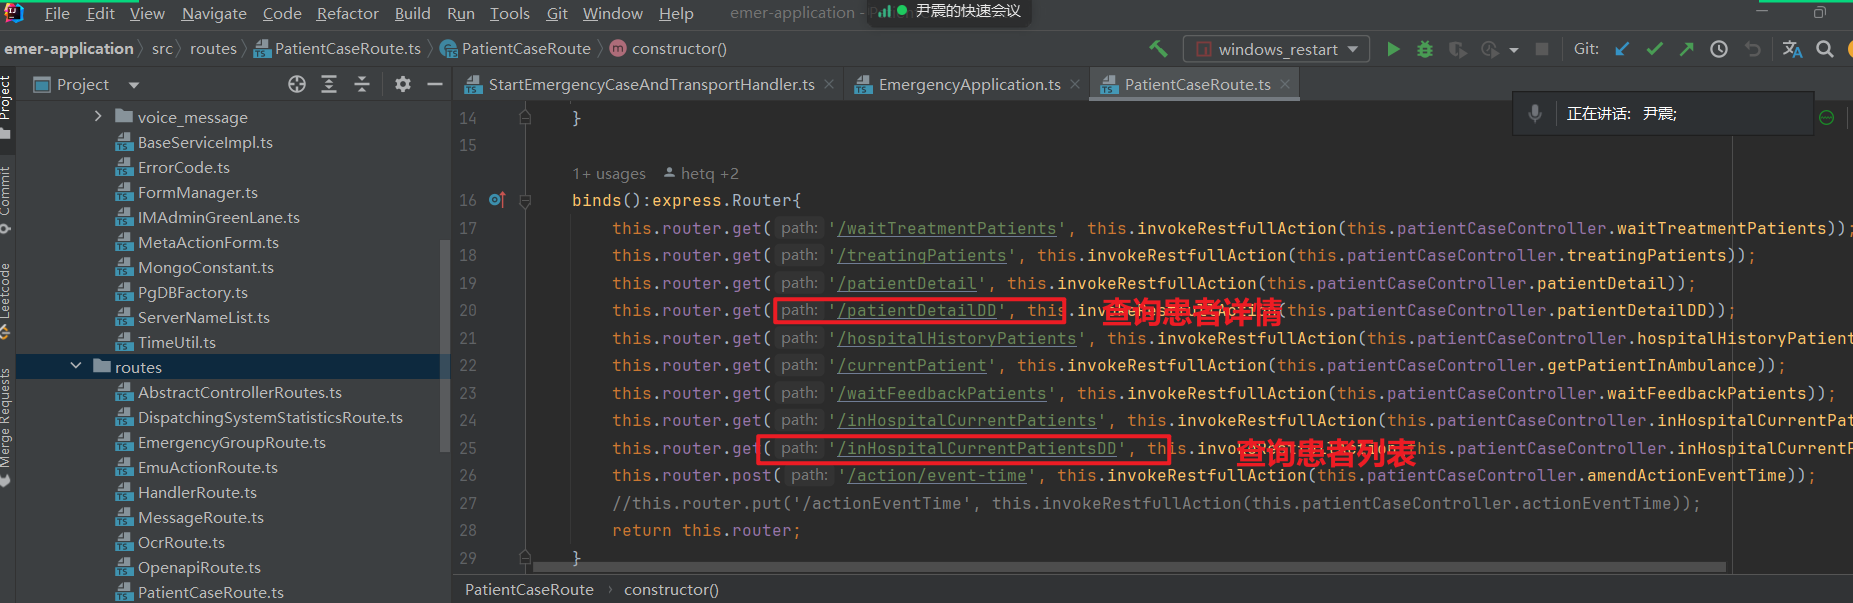 File Edit View Navigate Code Refactor Build Run Tools Git Window Help emer-application - 尹震的快速会议
emer-application src routes PatientCaseRoute.ts PatientCaseRoute constructor() windows_restart Git:
Project StartEmergencyCaseAndTransportHandler.ts EmergencyApplication.ts PatientCaseRoute.ts
正在讲话: 尹震;
Project
Commit
Leetcode
Merge Requests
voice_message
BaseServiceImpl.ts
ErrorCode.ts
FormManager.ts
IMAdminGreenLane.ts
MetaActionForm.ts
MongoConstant.ts
PgDBFactory.ts
ServerNameList.ts
TimeUtil.ts
routes
AbstractControllerRoutes.ts
DispatchingSystemStatisticsRoute.ts
EmergencyGroupRoute.ts
EmuActionRoute.ts
HandlerRoute.ts
MessageRoute.ts
OcrRoute.ts
OpenapiRoute.ts
PatientCaseRoute.ts
14 }
15
1+ usages hetq +2
16 binds():express.Router{
17 this.router.get( path: '/waitTreatmentPatients', this.invokeRestfullAction(this.patientCaseController.waitTreatmentPatients));
18 this.router.get( path: '/treatingPatients', this.invokeRestfullAction(this.patientCaseController.treatingPatients));
19 this.router.get( path: '/patientDetail', this.invokeRestfullAction(this.patientCaseController.patientDetail));
20 this.router.get( path: '/patientDetailDD', this.invokeRestfullAction(this.patientCaseController.patientDetailDD));
查询患者详情
21 this.router.get( path: '/hospitalHistoryPatients', this.invokeRestfullAction(this.patientCaseController.hospitalHistoryPatient
22 this.router.get( path: '/currentPatient', this.invokeRestfullAction(this.patientCaseController.getPatientInAmbulance));
23 this.router.get( path: '/waitFeedbackPatients', this.invokeRestfullAction(this.patientCaseController.waitFeedbackPatients));
24 this.router.get( path: '/inHospitalCurrentPatients', this.invokeRestfullAction(this.patientCaseController.inHospitalCurrentPat
25 this.router.get( path: '/inHospitalCurrentPatientsDD', this.invokeRestfullAction(this.patientCaseController.inHospitalCurrentP
查询患者列表
26 this.router.post( path: '/action/event-time', this.invokeRestfullAction(this.patientCaseController.amendActionEventTime));
27 //this.router.put('/actionEventTime', this.invokeRestfullAction(this.patientCaseController.actionEventTime));
28 return this.router;
29 }
PatientCaseRoute constructor()